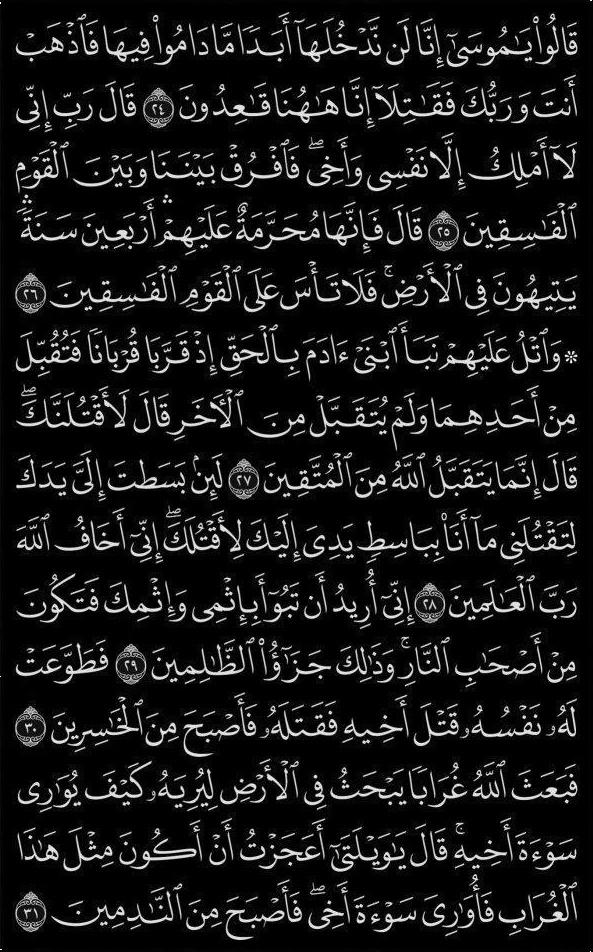 قَالُوا۟ يَـٰمُوسَىٰٓ إِنَّا لَن نَّدْخُلَهَآ أَبَدًا مَّا دَامُوا۟ فِيهَا فَٱذْهَبْ
أَنتَ وَرَبُّكَ فَقَـٰتِلَآ إِنَّا هَـٰهُنَا قَـٰعِدُونَ ٢٤ قَالَ رَبِّ إِنِّى
لَآ أَمْلِكُ إِلَّا نَفْسِى وَأَخِى ۖ فَٱفْرُقْ بَيْنَنَا وَبَيْنَ ٱلْقَوْمِ
ٱلْفَـٰسِقِينَ ٢٥ قَالَ فَإِنَّهَا مُحَرَّمَةٌ عَلَيْهِمْ ۛ أَرْبَعِينَ سَنَةً ۛ
يَتِيهُونَ فِى ٱلْأَرْضِ ۚ فَلَا تَأْسَ عَلَى ٱلْقَوْمِ ٱلْفَـٰسِقِينَ ٢٦
۞ وَٱتْلُ عَلَيْهِمْ نَبَأَ ٱبْنَىْ ءَادَمَ بِٱلْحَقِّ إِذْ قَرَّبَا قُرْبَانًا فَتُقُبِّلَ
مِنْ أَحَدِهِمَا وَلَمْ يُتَقَبَّلْ مِنَ ٱلْـَٔاخَرِ قَالَ لَأَقْتُلَنَّكَ ۖ
قَالَ إِنَّمَا يَتَقَبَّلُ ٱللَّهُ مِنَ ٱلْمُتَّقِينَ ٢٧ لَئِنۢ بَسَطتَ إِلَىَّ يَدَكَ
لِتَقْتُلَنِى مَآ أَنَا۠ بِبَاسِطٍ يَدِىَ إِلَيْكَ لِأَقْتُلَكَ ۖ إِنِّىٓ أَخَافُ ٱللَّهَ
رَبَّ ٱلْعَـٰلَمِينَ ٢٨ إِنِّىٓ أُرِيدُ أَن تَبُوٓأَ بِإِثْمِى وَإِثْمِكَ فَتَكُونَ
مِنْ أَصْحَـٰبِ ٱلنَّارِ ۚ وَذَٰلِكَ جَزَٰٓؤُا۟ ٱلظَّـٰلِمِينَ ٢٩ فَطَوَّعَتْ
لَهُۥ نَفْسُهُۥ قَتْلَ أَخِيهِ فَقَتَلَهُۥ فَأَصْبَحَ مِنَ ٱلْخَـٰسِرِينَ ٣٠
فَبَعَثَ ٱللَّهُ غُرَابًا يَبْحَثُ فِى ٱلْأَرْضِ لِيُرِيَهُۥ كَيْفَ يُوَٰرِى
سَوْءَةَ أَخِيهِ ۚ قَالَ يَـٰوَيْلَتَىٰٓ أَعَجَزْتُ أَنْ أَكُونَ مِثْلَ هَـٰذَا
ٱلْغُرَابِ فَأُوَٰرِىَ سَوْءَةَ أَخِى ۖ فَأَصْبَحَ مِنَ ٱلنَّـٰدِمِينَ ٣١